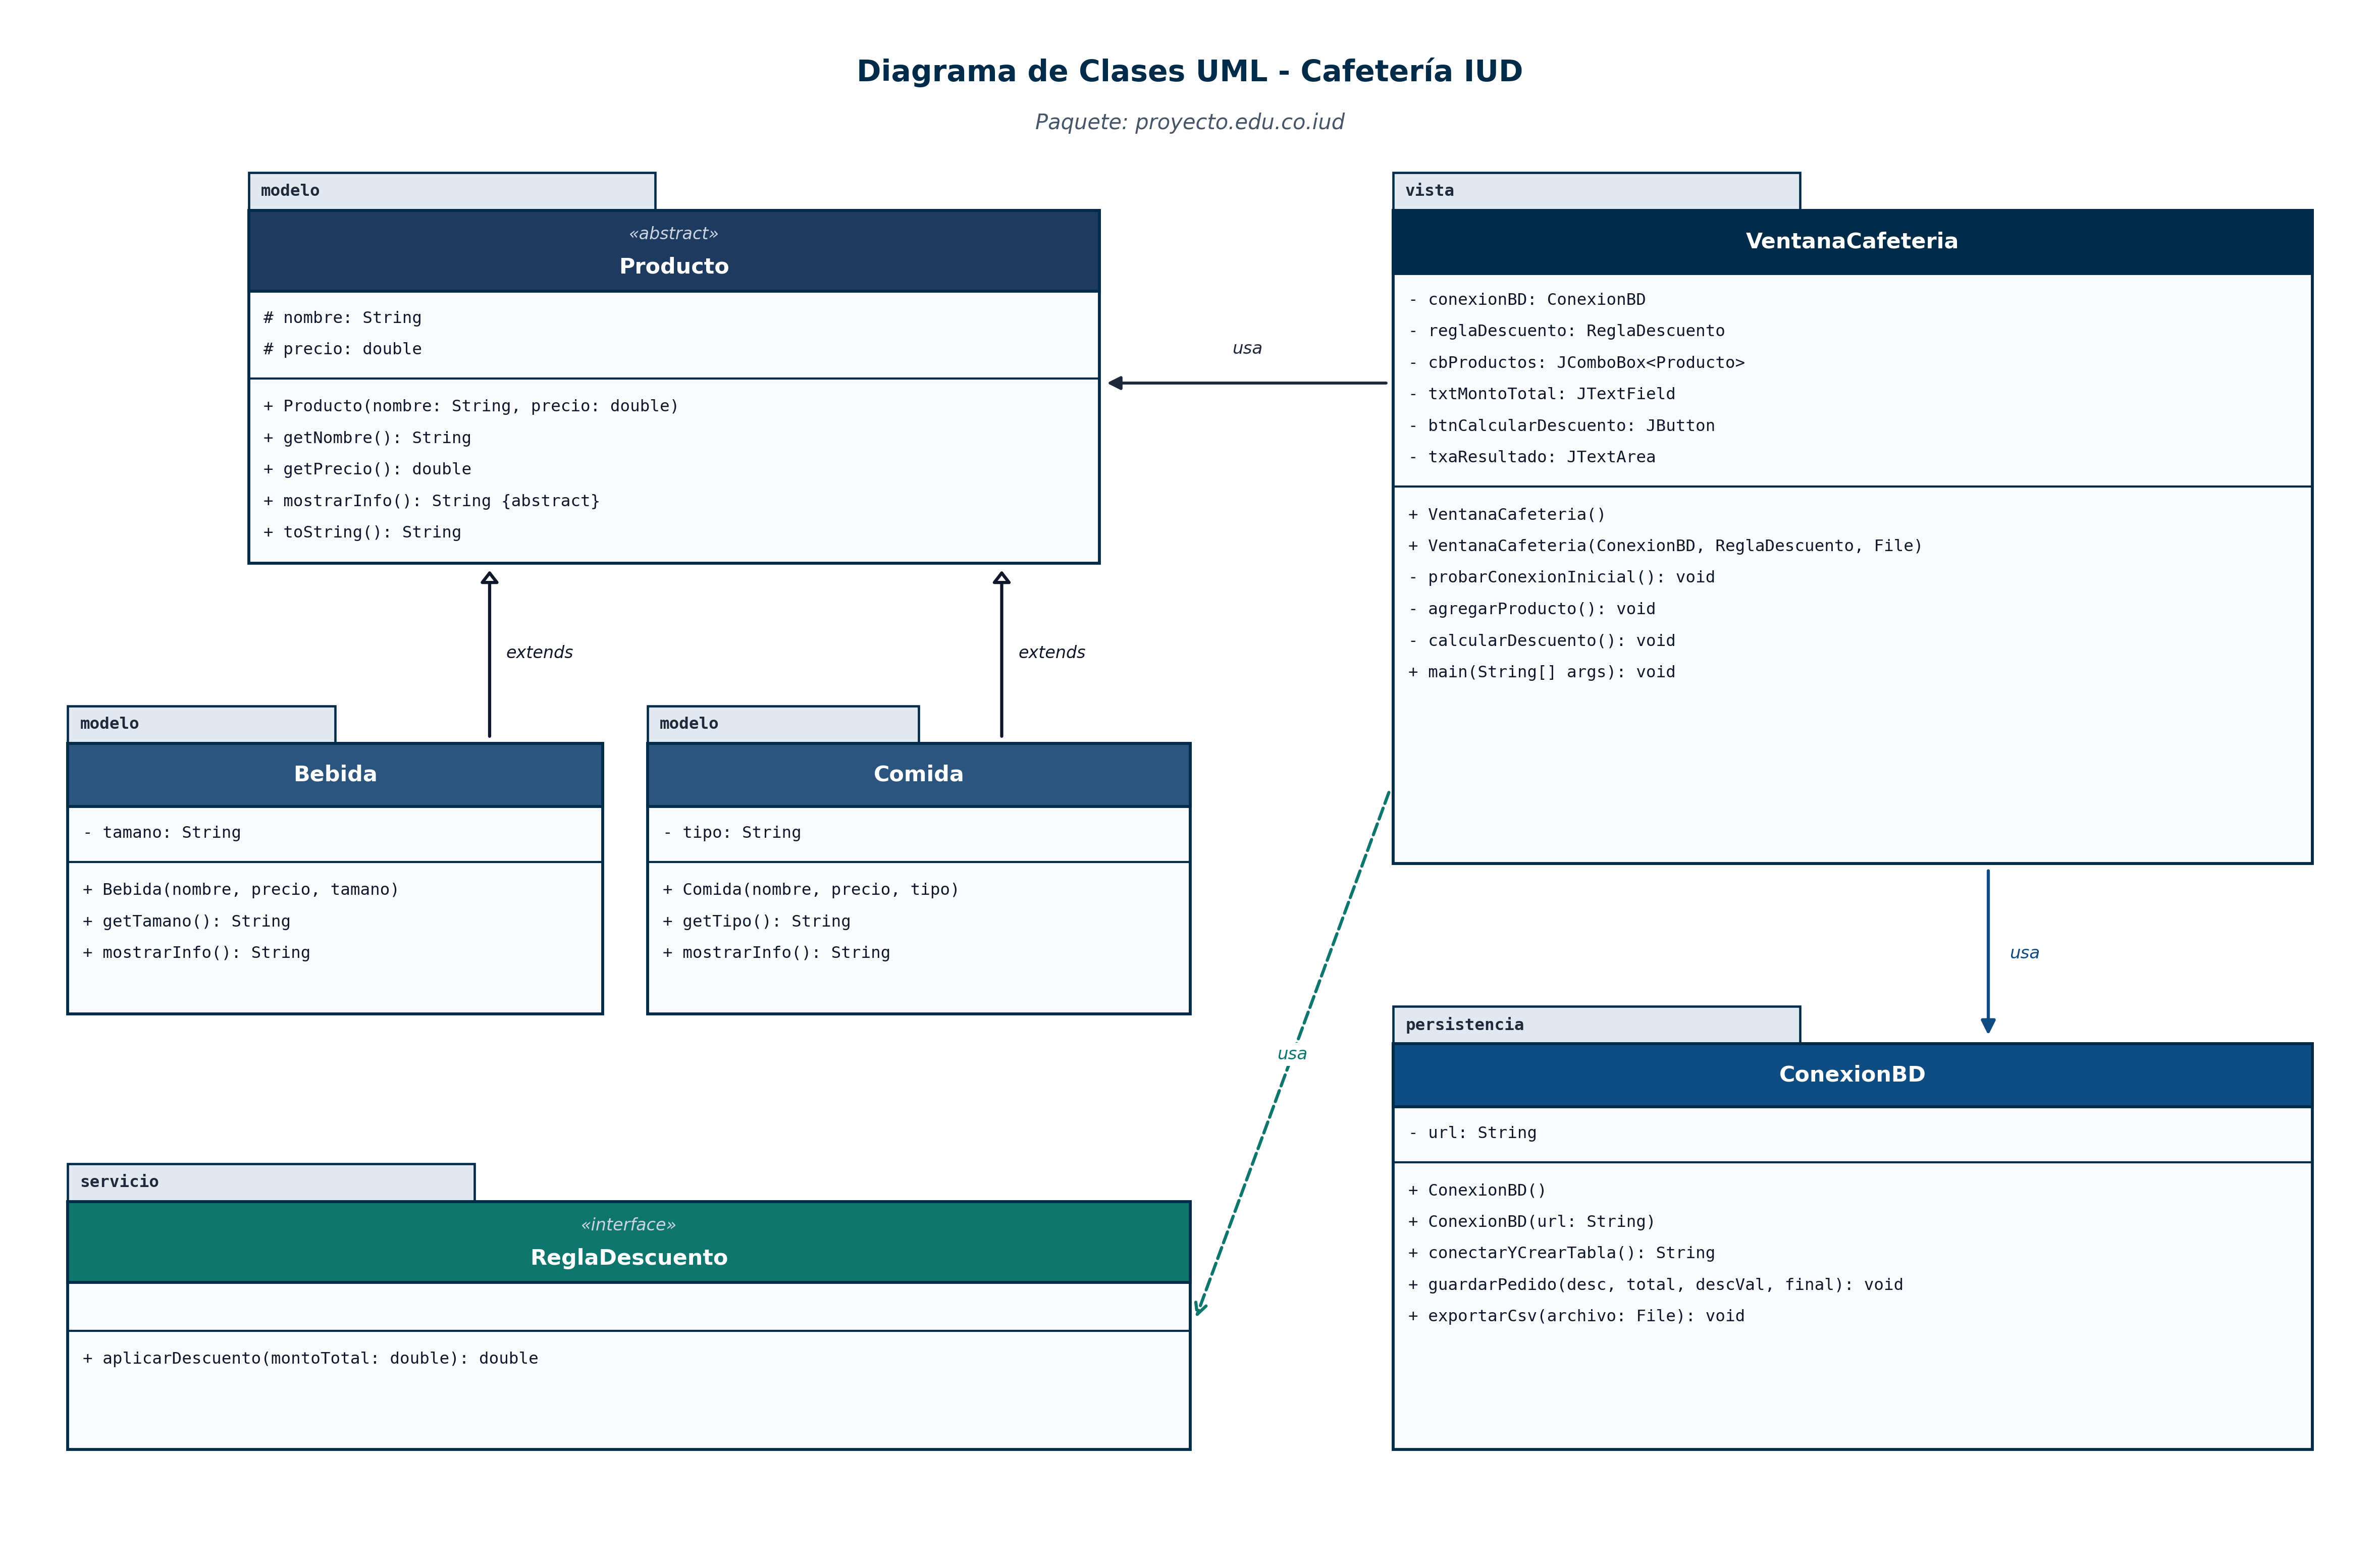 Diagrama de Clases UML - Cafetería IUD
Paquete: proyecto.edu.co.iud
modelo
«abstract»
Producto
# nombre: String
# precio: double
+ Producto(nombre: String, precio: double)
+ getNombre(): String
+ getPrecio(): double
+ mostrarInfo(): String {abstract}
+ toString(): String
usa
vista
VentanaCafeteria
- conexionBD: ConexionBD
- reglaDescuento: ReglaDescuento
- cbProductos: JComboBox<Producto>
- txtMontoTotal: JTextField
- btnCalcularDescuento: JButton
- txaResultado: JTextArea
+ VentanaCafeteria()
+ VentanaCafeteria(ConexionBD, ReglaDescuento, File)
- probarConexionInicial(): void
- agregarProducto(): void
- calcularDescuento(): void
+ main(String[] args): void
extends
extends
modelo
Bebida
- tamano: String
+ Bebida(nombre, precio, tamano)
+ getTamano(): String
+ mostrarInfo(): String
modelo
Comida
- tipo: String
+ Comida(nombre, precio, tipo)
+ getTipo(): String
+ mostrarInfo(): String
usa
usa
servicio
«interface»
ReglaDescuento
+ aplicarDescuento(montoTotal: double): double
persistencia
ConexionBD
- url: String
+ ConexionBD()
+ ConexionBD(url: String)
+ conectarYCrearTabla(): String
+ guardarPedido(desc, total, descVal, final): void
+ exportarCsv(archivo: File): void